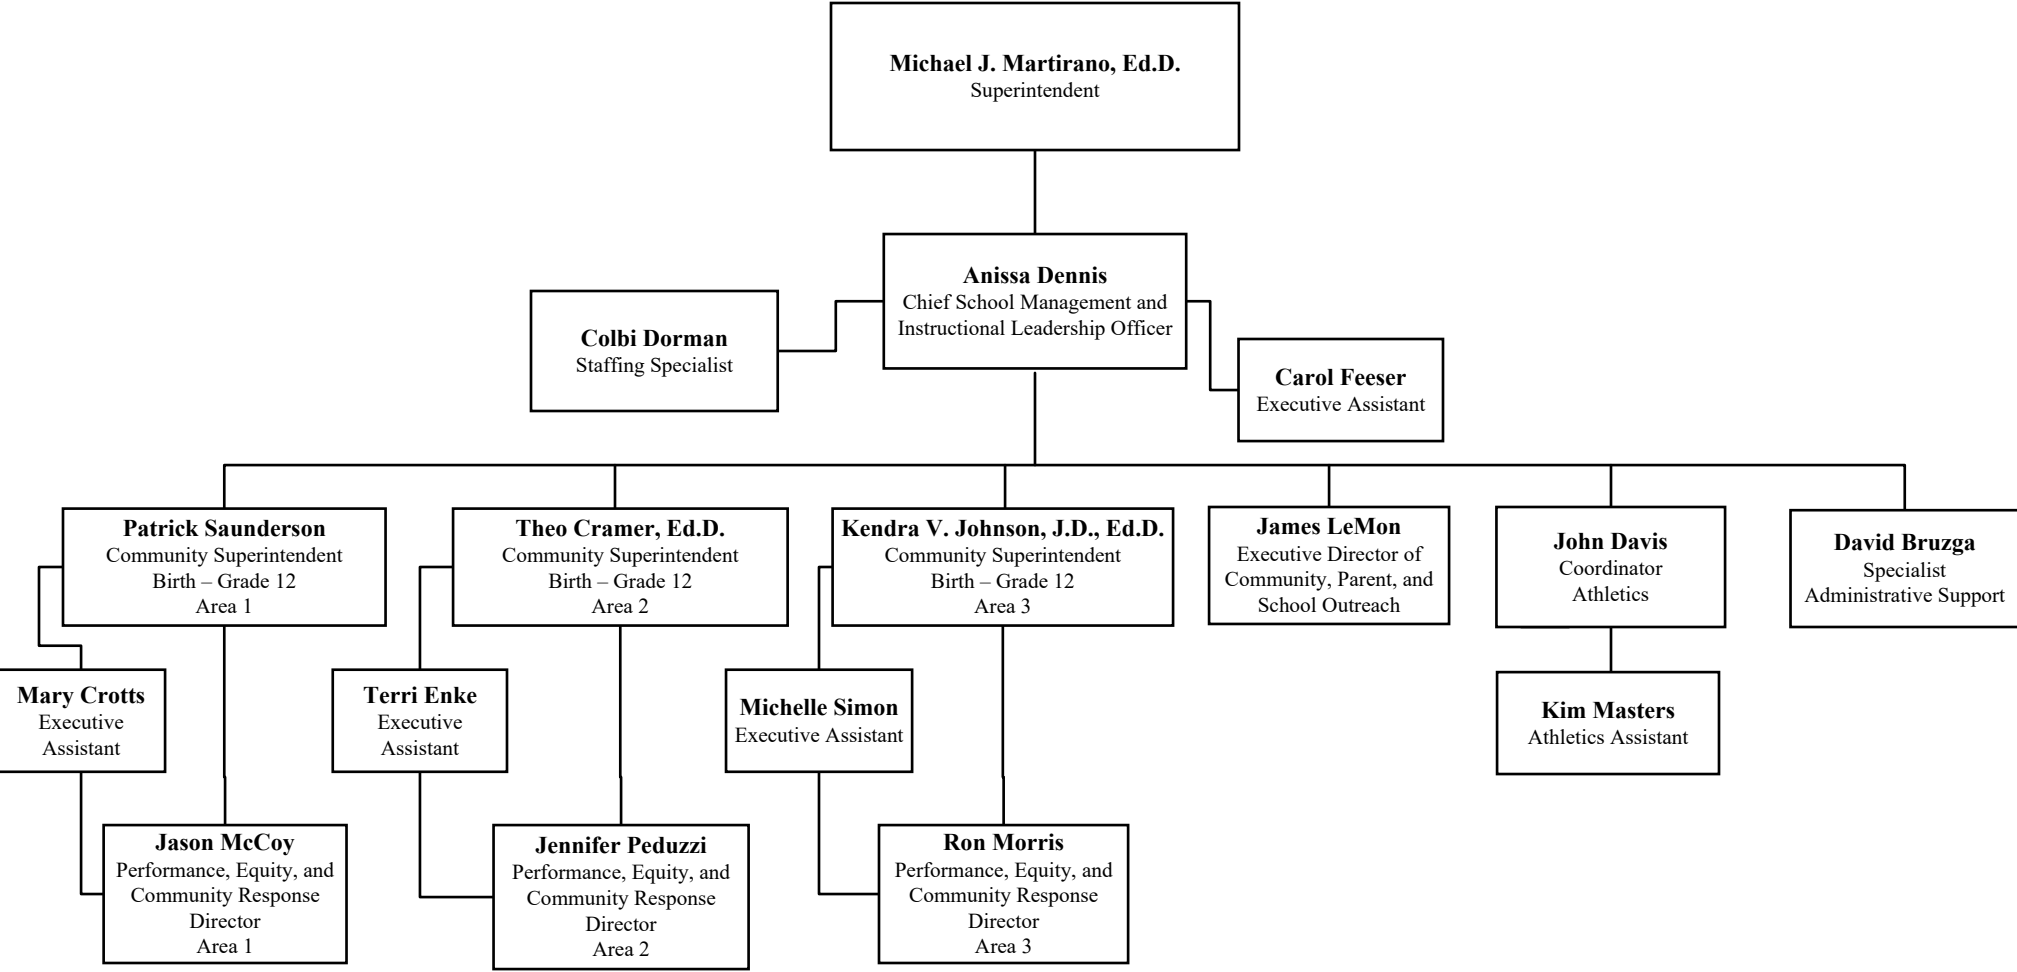 Michael J. Martirano, Ed.D.
Superintendent
Anissa Dennis
Chief School Management and
Instructional Leadership Officer
Colbi Dorman
Staffing Specialist
Carol Feeser
Executive Assistant
Patrick Saunderson
Community Superintendent
Birth – Grade 12
Area 1
Theo Cramer, Ed.D.
Community Superintendent
Birth – Grade 12
Area 2
Kendra V. Johnson, J.D., Ed.D.
Community Superintendent
Birth – Grade 12
Area 3
James LeMon
Executive Director of
Community, Parent, and
School Outreach
John Davis
Coordinator
Athletics
David Bruzga
Specialist
Administrative Support
Mary Crotts
Executive
Assistant
Terri Enke
Executive
Assistant
Michelle Simon
Executive Assistant
Kim Masters
Athletics Assistant
Jason McCoy
Performance, Equity, and
Community Response
Director
Area 1
Jennifer Peduzzi
Performance, Equity, and
Community Response
Director
Area 2
Ron Morris
Performance, Equity, and
Community Response
Director
Area 3